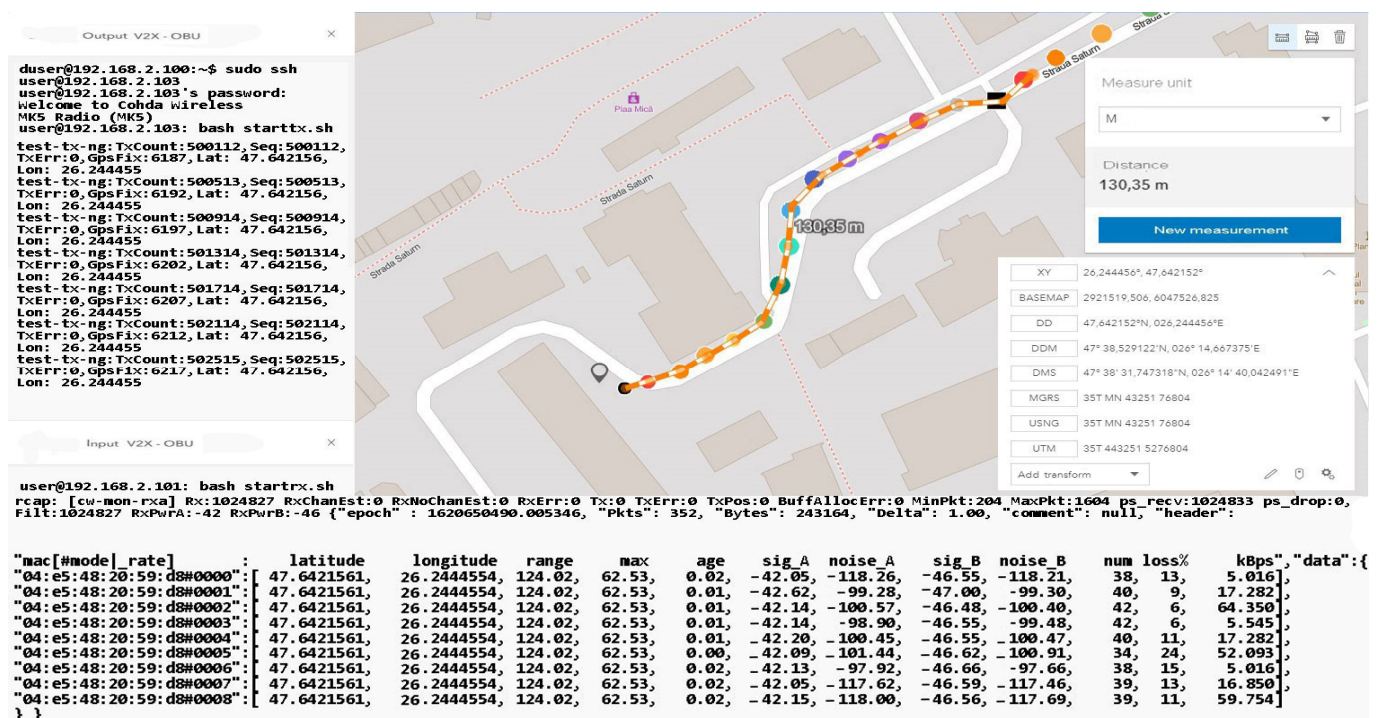 Output V2X - OBU ×
duser@192.168.2.100:~$ sudo ssh
user@192.168.2.103
user@192.168.2.103's password:
Welcome to Cohda Wireless
MK5 Radio (MK5)
user@192.168.2.103: bash starttx.sh
test-tx-ng:TxCount:500112,Seq:500112,
TxErr:0,GpsFix:6187,Lat: 47.642156,
Lon: 26.244455
test-tx-ng:TxCount:500513,Seq:500513,
TxErr:0,GpsFix:6192,Lat: 47.642156,
Lon: 26.244455
test-tx-ng:TxCount:500914,Seq:500914,
TxErr:0,GpsFix:6197,Lat: 47.642156,
Lon: 26.244455
test-tx-ng:TxCount:501314,Seq:501314,
TxErr:0,GpsFix:6202,Lat: 47.642156,
Lon: 26.244455
test-tx-ng:TxCount:501714,Seq:501714,
TxErr:0,GpsFix:6207,Lat: 47.642156,
Lon: 26.244455
test-tx-ng:TxCount:502114,Seq:502114,
TxErr:0,GpsFix:6212,Lat: 47.642156,
Lon: 26.244455
test-tx-ng:TxCount:502515,Seq:502515,
TxErr:0,GpsFix:6217,Lat: 47.642156,
Lon: 26.244455
Strada Saturn
Piaa Mică
Strada Saturn
Strada Saturn
130,35 m
Measure unit
M
Distance
130,35 m
New measurement
XY 26,244456°, 47,642152°
BASEMAP 2921519,506, 6047526,825
DD 47,642152°N, 026,244456°E
DDM 47° 38,529122'N, 026° 14,667375'E
DMS 47° 38' 31,747318"N, 026° 14' 40,042491"E
MGRS 35T MN 43251 76804
USNG 35T MN 43251 76804
UTM 35T 443251 5276804
Add transform
Input V2X - OBU ×
user@192.168.2.101: bash startrx.sh
rcap: [cw-mon-rxa] Rx:1024827 RxChanEst:0 RxNoChanEst:0 RxErr:0 Tx:0 TxErr:0 TxPos:0 BuffAllocErr:0 MinPkt:204 MaxPkt:1604 ps_recv:1024833 ps_drop:0,
Filt:1024827 RxPwrA:-42 RxPwrB:-46 {"epoch" : 1620650490.005346, "Pkts": 352, "Bytes": 243164, "Delta": 1.00, "comment": null, "header":
"mac[#mode|_rate] : latitude longitude range max age sig_A noise_A sig_B noise_B num loss% kBps","data":{
"04:e5:48:20:59:d8#0000":[ 47.6421561, 26.2444554, 124.02, 62.53, 0.02, -42.05, -118.26, -46.55, -118.21, 38, 13, 5.016],
"04:e5:48:20:59:d8#0001":[ 47.6421561, 26.2444554, 124.02, 62.53, 0.01, -42.62, -99.28, -47.00, -99.30, 40, 9, 17.282],
"04:e5:48:20:59:d8#0002":[ 47.6421561, 26.2444554, 124.02, 62.53, 0.01, -42.14, -100.57, -46.48, -100.40, 42, 6, 64.350],
"04:e5:48:20:59:d8#0003":[ 47.6421561, 26.2444554, 124.02, 62.53, 0.01, -42.14, -98.90, -46.55, -99.48, 42, 6, 5.545],
"04:e5:48:20:59:d8#0004":[ 47.6421561, 26.2444554, 124.02, 62.53, 0.01, -42.20, -100.45, -46.55, -100.47, 40, 11, 17.282],
"04:e5:48:20:59:d8#0005":[ 47.6421561, 26.2444554, 124.02, 62.53, 0.00, -42.09, -101.44, -46.62, -100.91, 34, 24, 52.093],
"04:e5:48:20:59:d8#0006":[ 47.6421561, 26.2444554, 124.02, 62.53, 0.02, -42.13, -97.92, -46.66, -97.66, 38, 15, 5.016],
"04:e5:48:20:59:d8#0007":[ 47.6421561, 26.2444554, 124.02, 62.53, 0.02, -42.05, -117.62, -46.59, -117.46, 39, 13, 16.850],
"04:e5:48:20:59:d8#0008":[ 47.6421561, 26.2444554, 124.02, 62.53, 0.02, -42.15, -118.00, -46.56, -117.69, 39, 11, 59.754]
} }